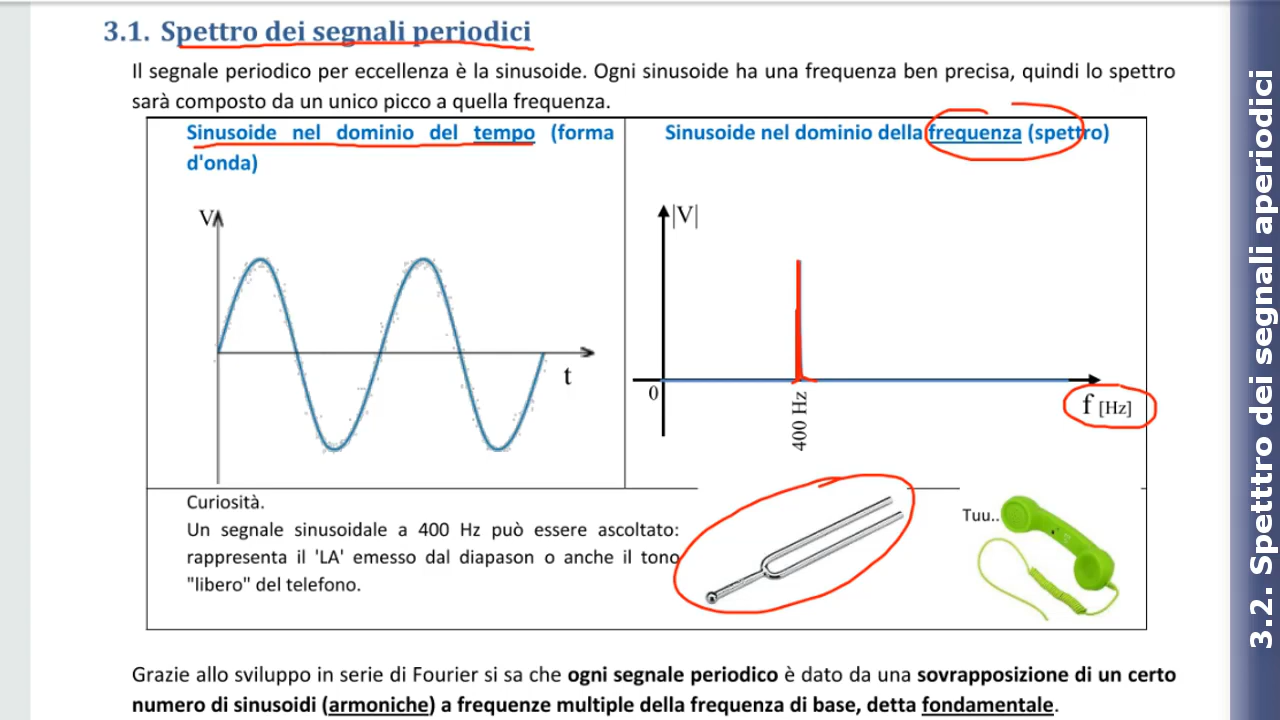 3.1. Spettro dei segnali periodici
Il segnale periodico per eccellenza è la sinusoide. Ogni sinusoide ha una frequenza ben precisa, quindi lo spettro
sarà composto da un unico picco a quella frequenza.
Sinusoide nel dominio del tempo (forma
d'onda)
Sinusoide nel dominio della frequenza (spettro)
V
t
|V|
0
400 Hz
f [Hz]
Curiosità.
Un segnale sinusoidale a 400 Hz può essere ascoltato:
rappresenta il 'LA' emesso dal diapason o anche il tono
"libero" del telefono.
Tuu..
Grazie allo sviluppo in serie di Fourier si sa che ogni segnale periodico è dato da una sovrapposizione di un certo
numero di sinusoidi (armoniche) a frequenze multiple della frequenza di base, detta fondamentale.
3.2. Spetttro dei segnali aperiodici